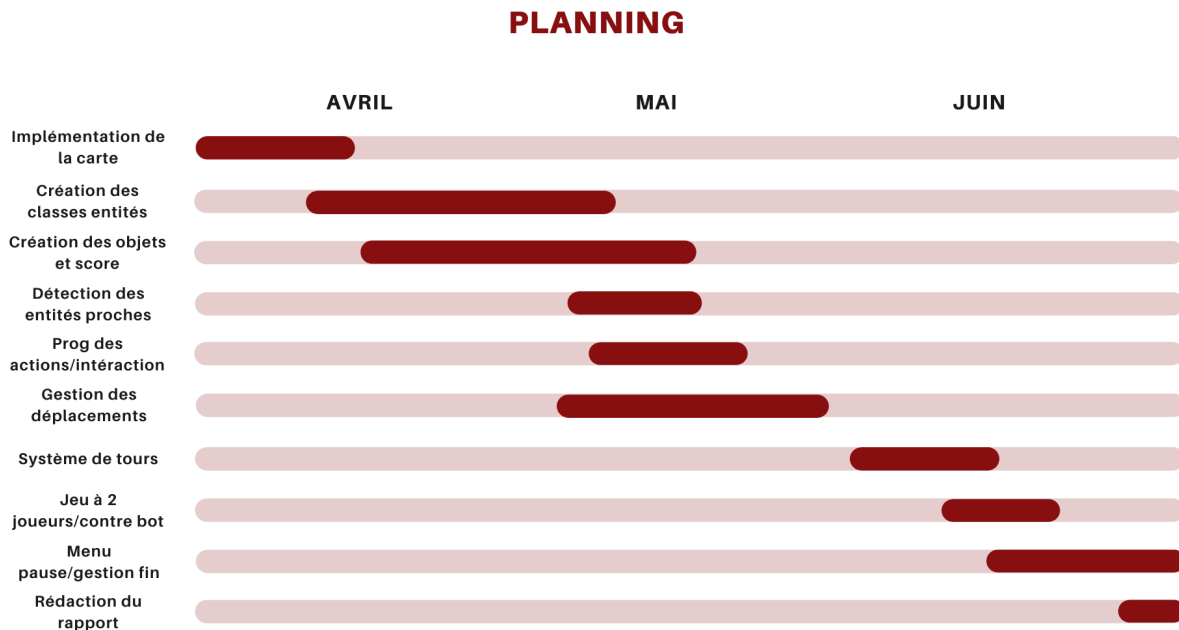 PLANNING
AVRIL
MAI
JUIN
Implémentation de
la carte
Création des
classes entités
Création des objets
et score
Détection des
entités proches
Prog des
actions/intéraction
Gestion des
déplacements
Système de tours
Jeu à 2
joueurs/contre bot
Menu
pause/gestion fin
Rédaction du
rapport